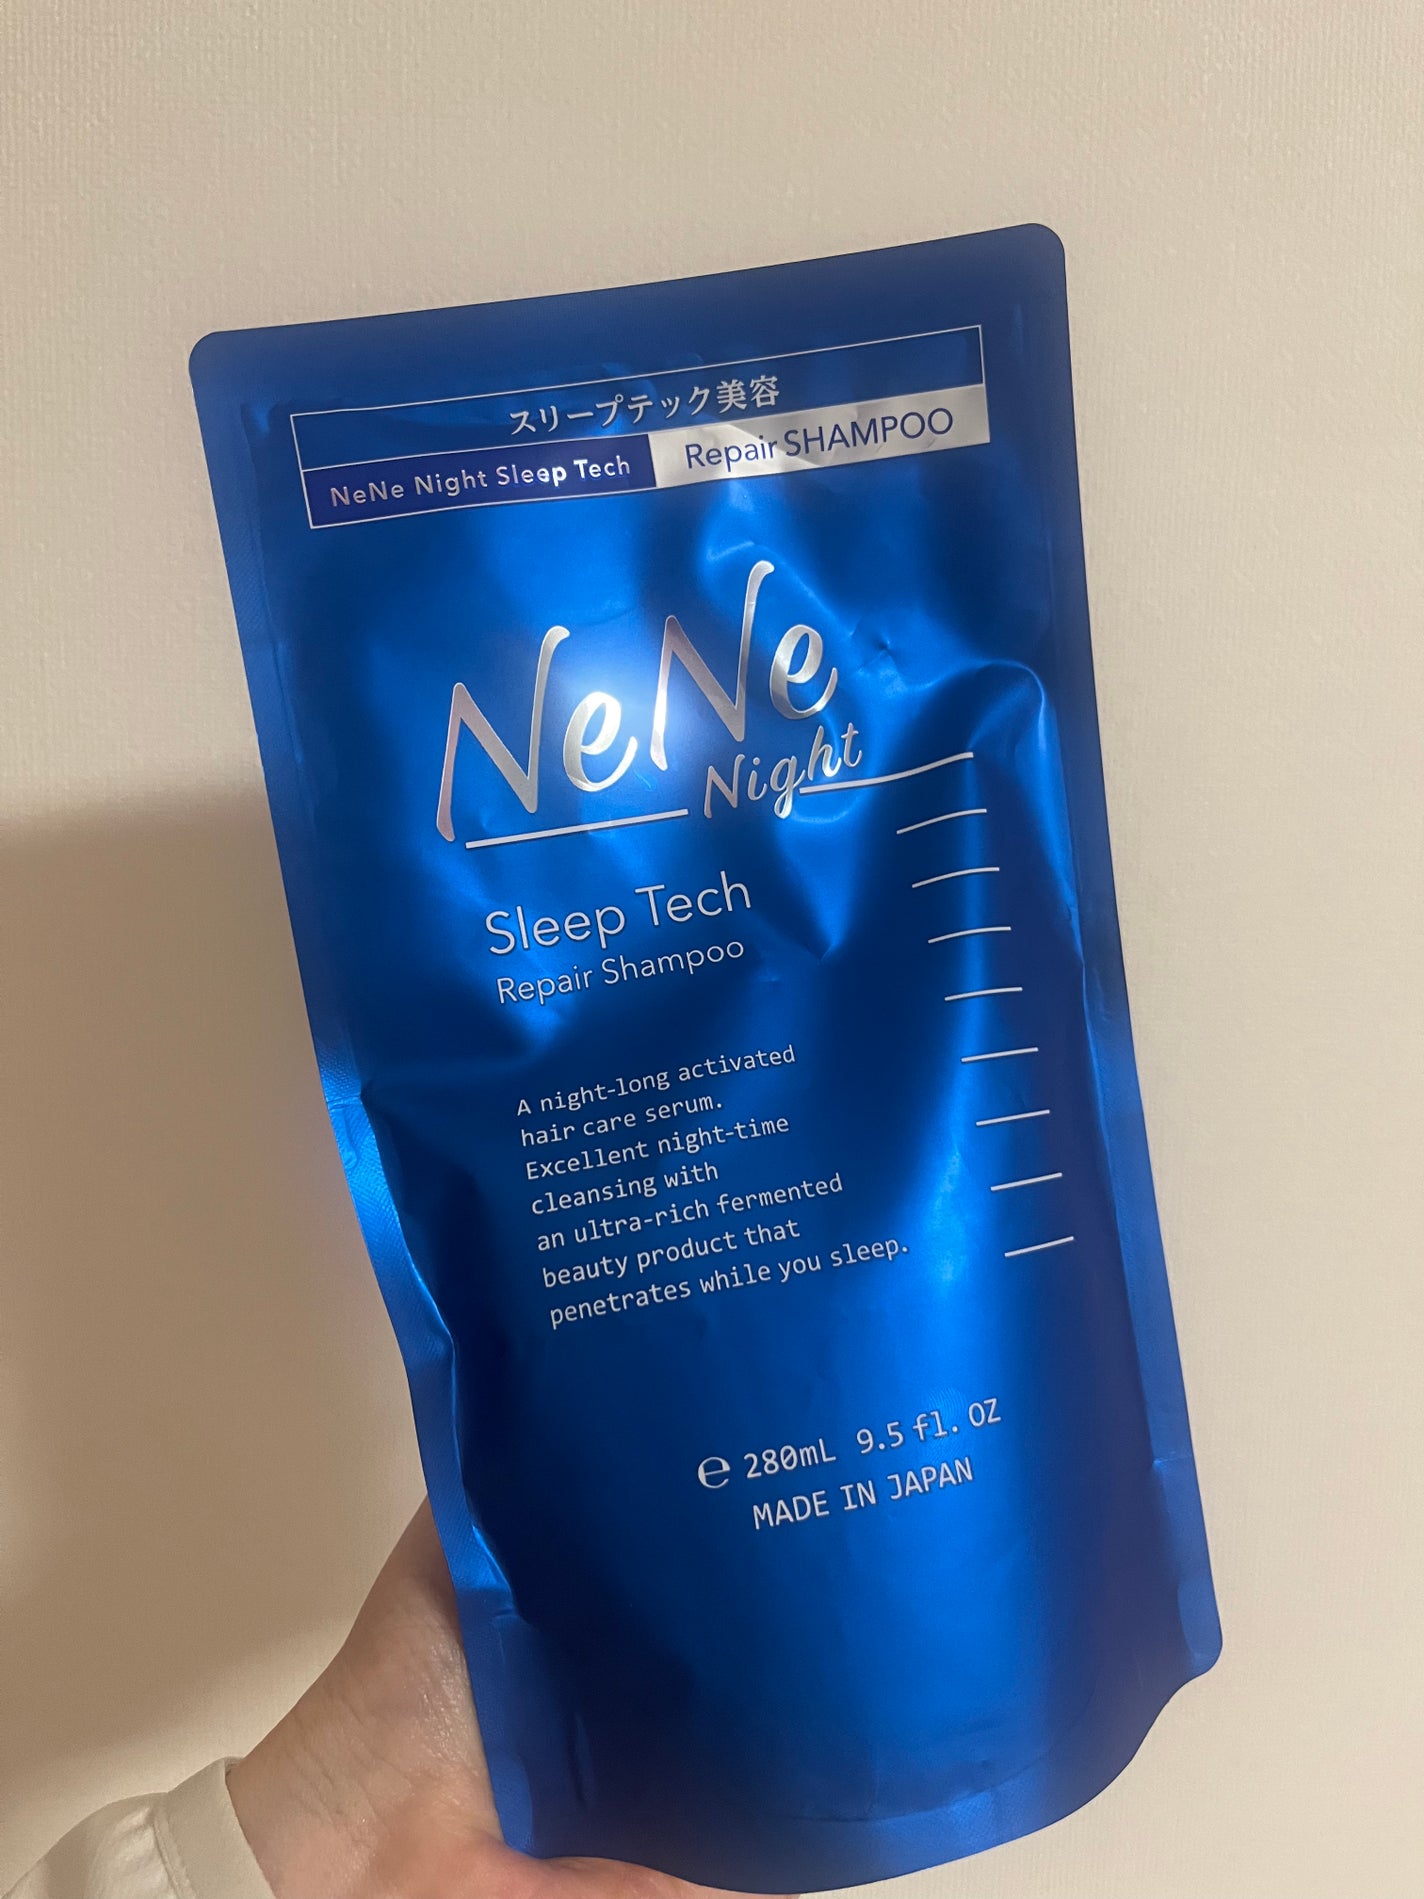 スリープテック美容
NeNe Night Sleep Tech Repair SHAMPOO
NeNe
Night
Sleep Tech
Repair Shampoo
A night-long activated
hair care serum.
Excellent night-time
cleansing with
an ultra-rich fermented
beauty product that
penetrates while you sleep.
℮ 280mL 9.5 fl. OZ
MADE IN JAPAN